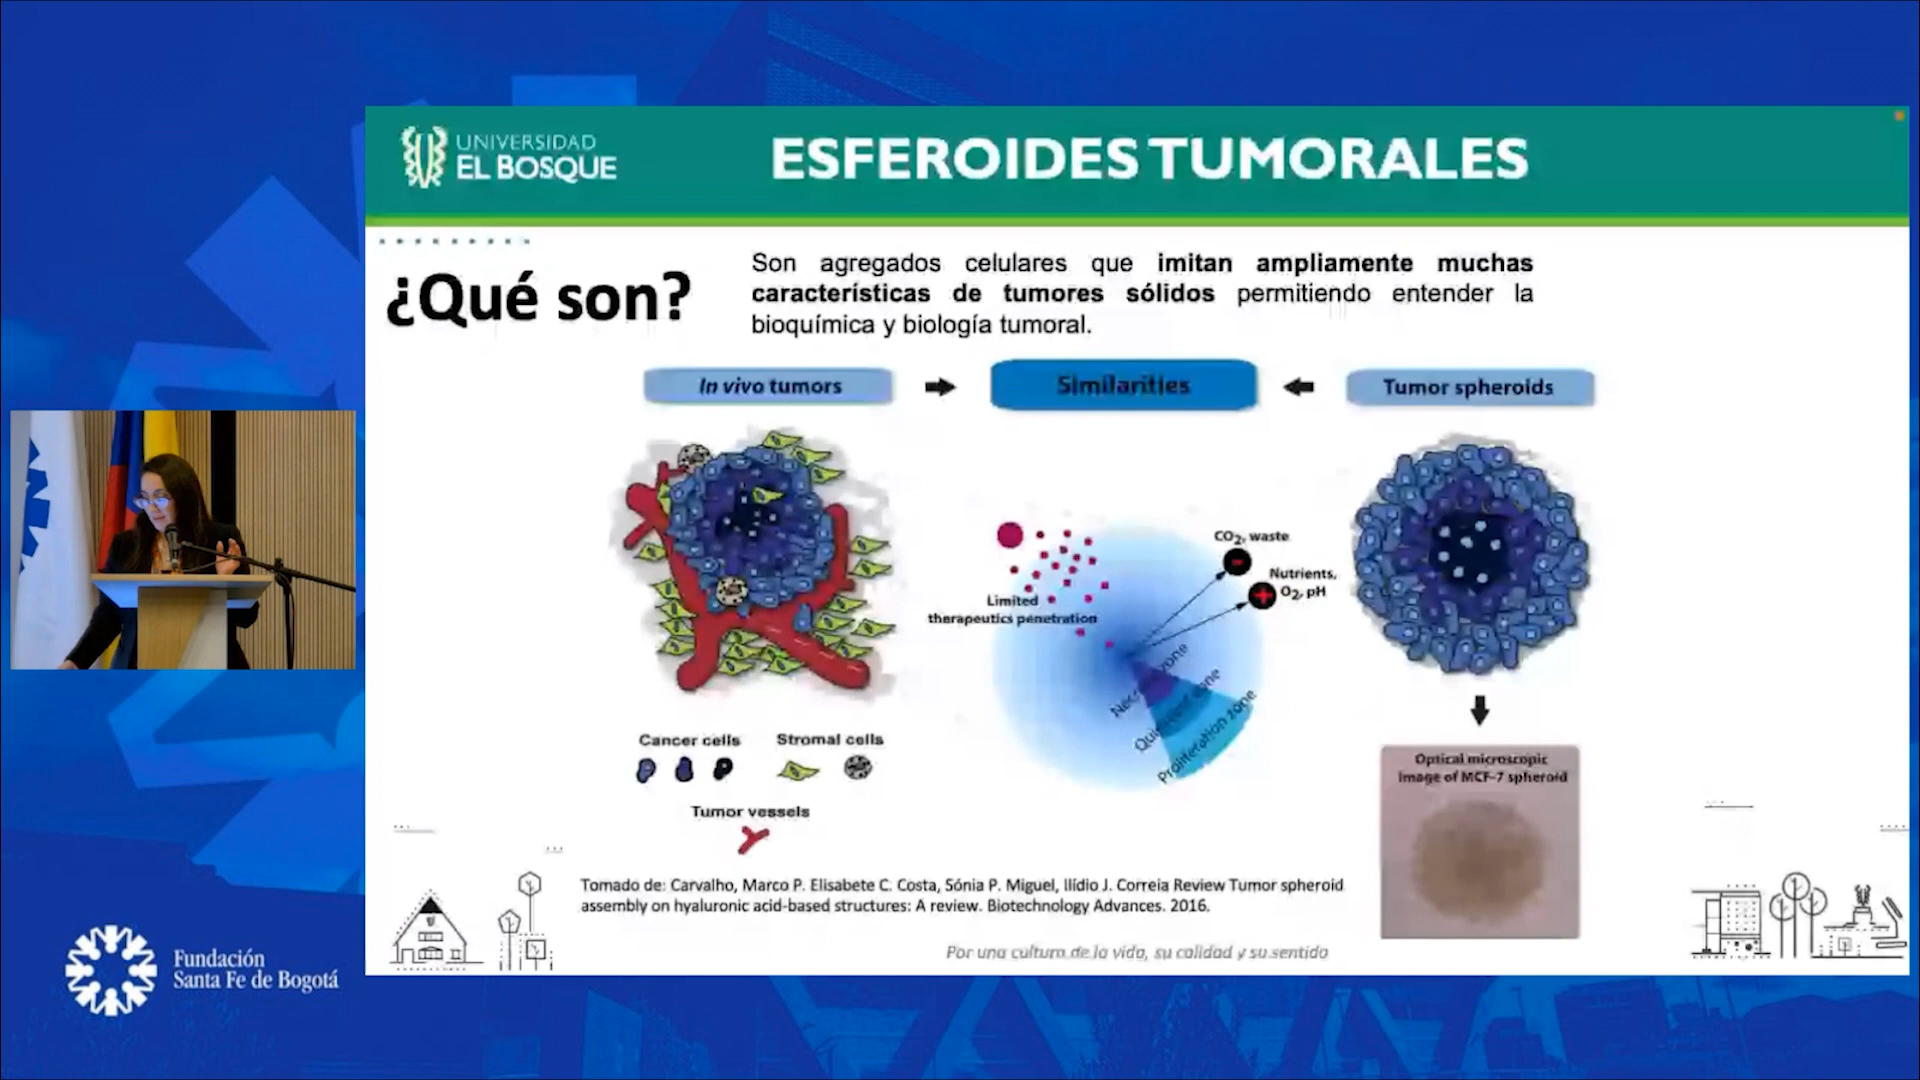 UNIVERSIDAD
EL BOSQUE
ESFEROIDES TUMORALES
¿Qué son?
Son agregados celulares que imitan ampliamente muchas
características de tumores sólidos permitiendo entender la
bioquímica y biología tumoral.
In vivo tumors
Similarities
Tumor spheroids
CO2, waste
Nutrients,
O2, pH
Limited
therapeutics penetration
zone
zone
Proliferation zone
Cancer cells
Stromal cells
Tumor vessels
Optical microscopic
image of MCF-7 spheroid
Tomado de: Carvalho, Marco P. Elisabete C. Costa, Sónia P. Miguel, Ilídio J. Correia Review Tumor spheroid
assembly on hyaluronic acid-based structures: A review. Biotechnology Advances. 2016.
Por una cultura de la vida, su calidad y su sentido
Fundación
Santa Fe de Bogotá